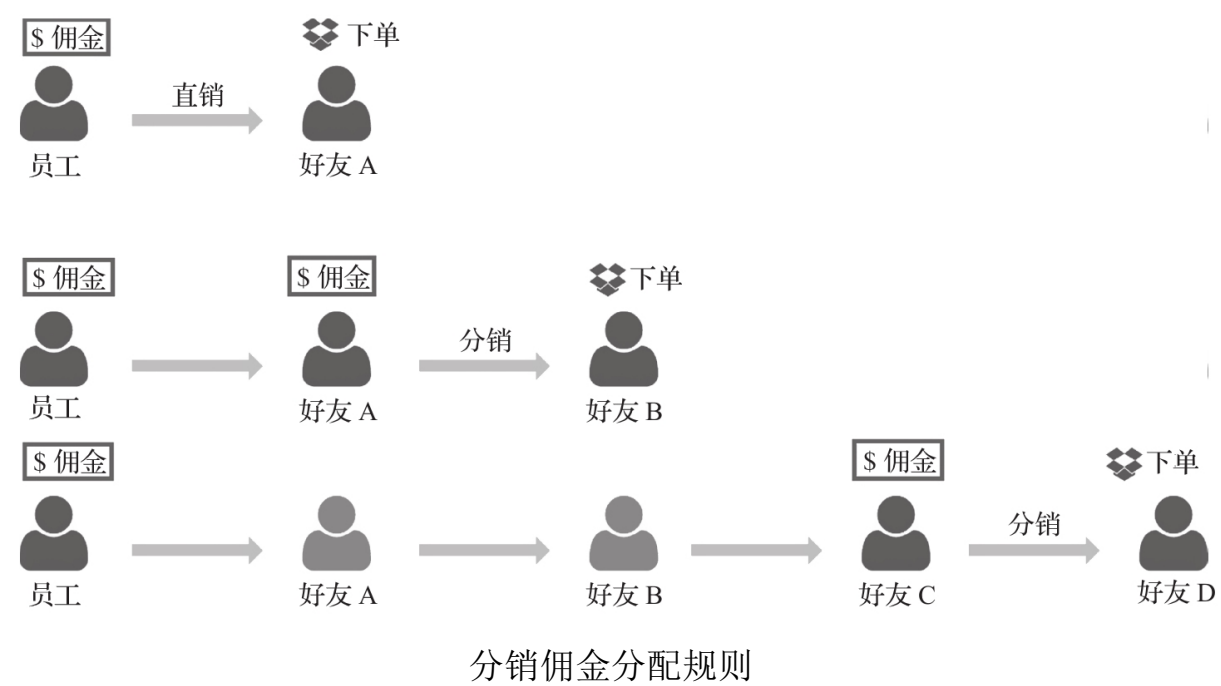 $ 佣金
下单
直销
员工
好友 A
$ 佣金
$ 佣金
下单
分销
员工
好友 A
好友 B
$ 佣金
$ 佣金
下单
分销
员工
好友 A
好友 B
好友 C
好友 D
分销佣金分配规则